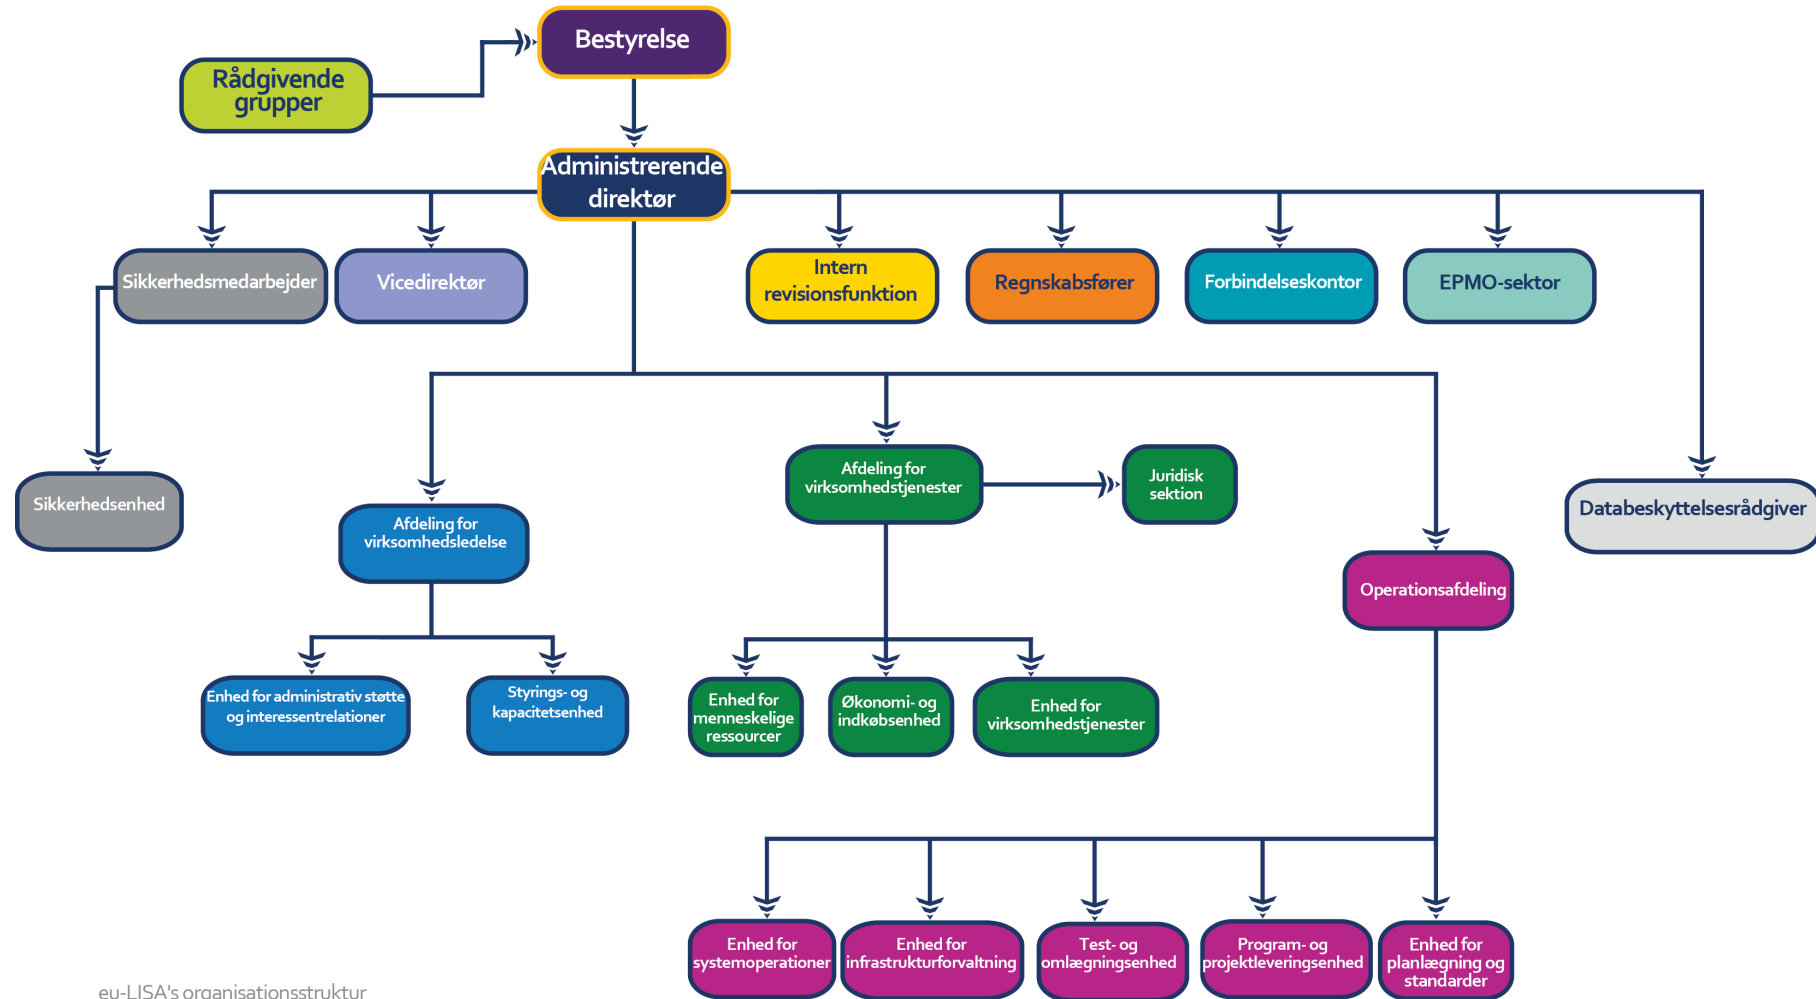 Bestyrelse
Rådgivende
grupper
Administrerende
direktør
Sikkerhedsmedarbejder
Vicedirektør
Intern
revisionsfunktion
Regnskabsfører
Forbindelseskontor
EPMO-sektor
Sikkerhedsenhed
Afdeling for
virksomhedsledelse
Afdeling for
virksomhedstjenester
Juridisk
sektion
Databeskyttelsesrådgiver
Operationsafdeling
Enhed for administrativ støtte
og interessentrelationer
Styrings- og
kapacitetsenhed
Enhed for
menneskelige
ressourcer
Økonomi- og
indkøbsenhed
Enhed for
virksomhedstjenester
Enhed for
systemoperationer
Enhed for
infrastrukturforvaltning
Test- og
omlægningsenhed
Program- og
projektleveringsenhed
Enhed for
planlægning og
standarder
eu-LISA's organisationsstruktur